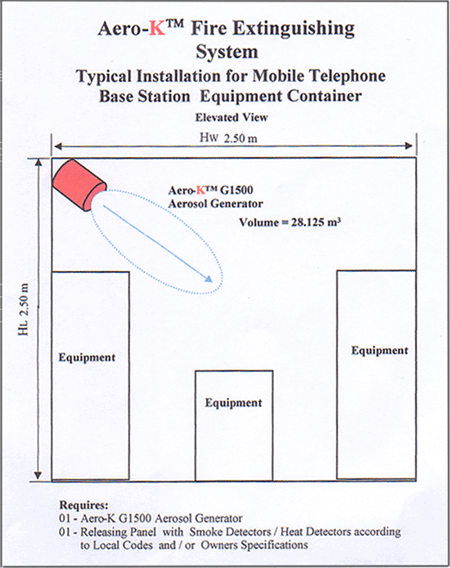 Aero-K™ Fire Extinguishing
System
Typical Installation for Mobile Telephone
Base Station Equipment Container
Elevated View
Hw 2.50 m
Aero-K™ G1500
Aerosol Generator
Volume = 28.125 m³
HL 2.50 m
Equipment
Equipment
Equipment
Requires:
01 - Aero-K G1500 Aerosol Generator
01 - Releasing Panel with Smoke Detectors / Heat Detectors according
to Local Codes and / or Owners Specifications